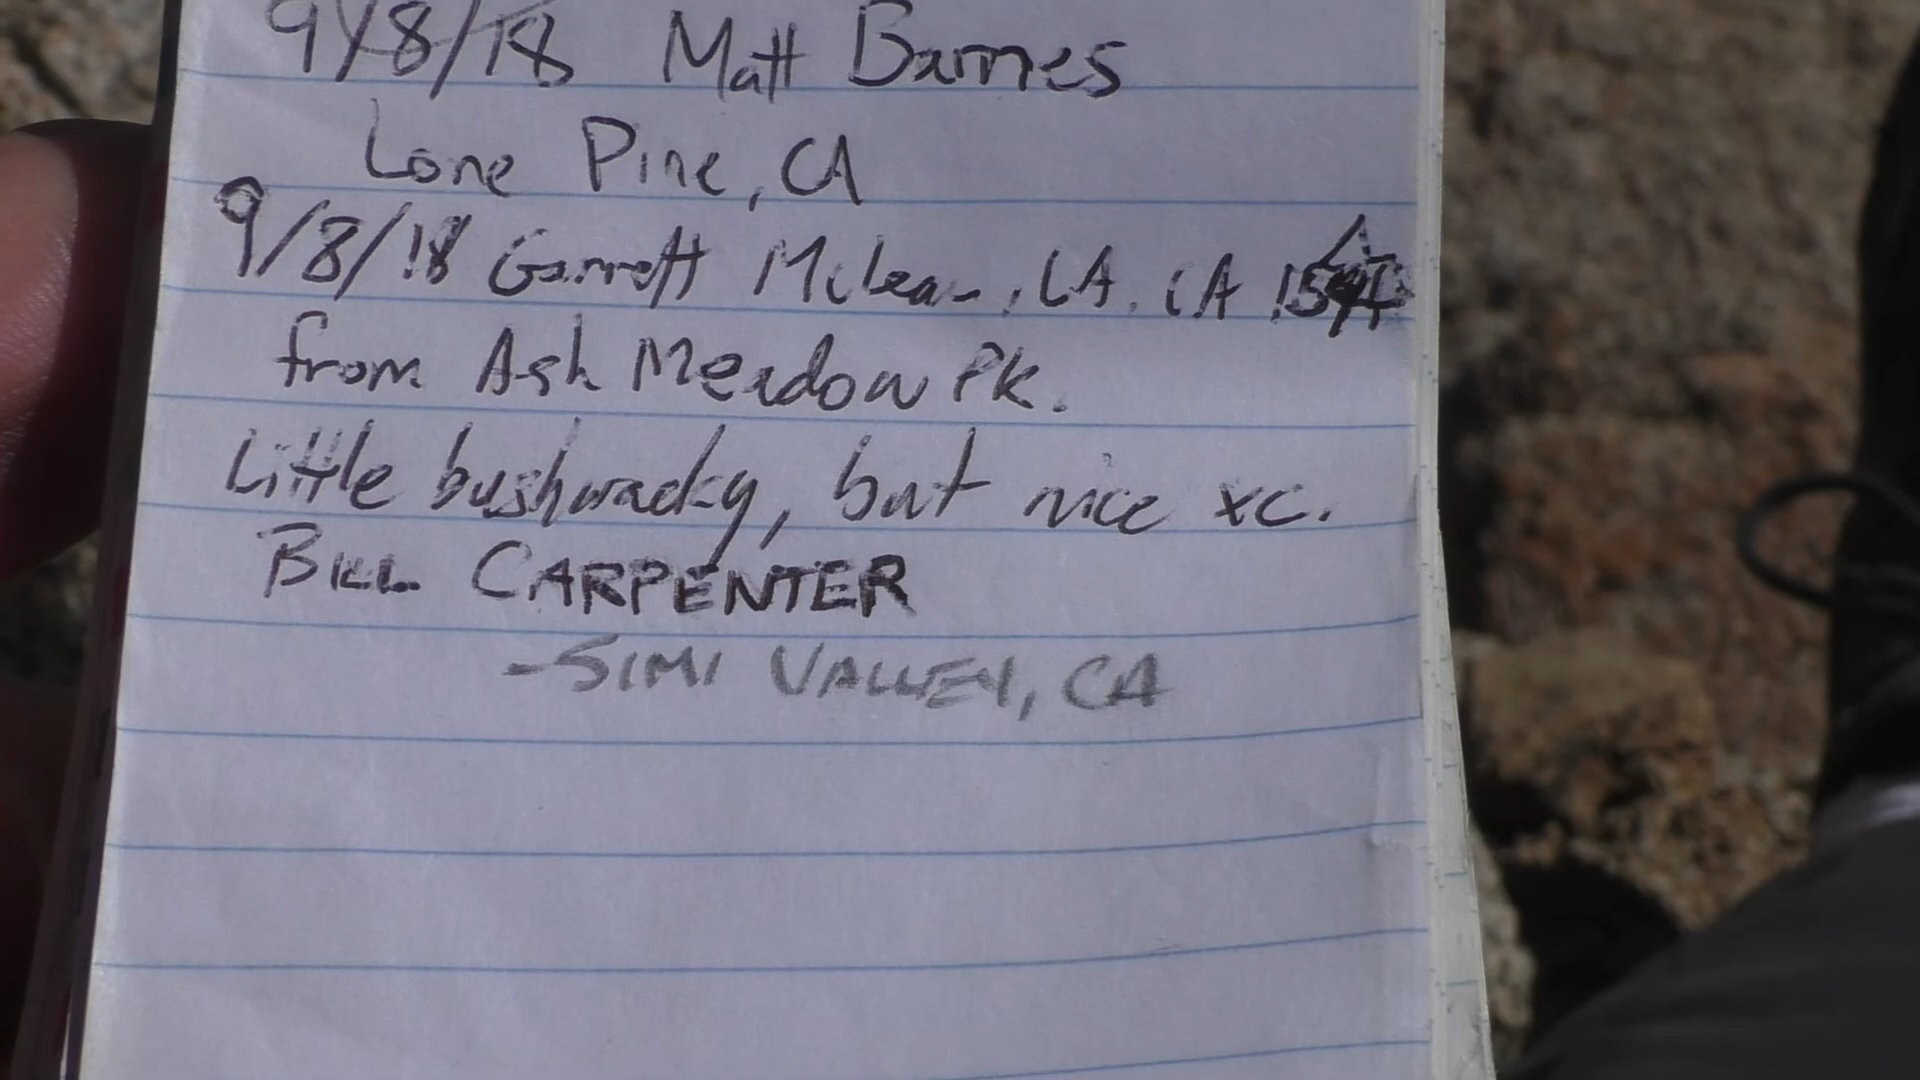 9/8/18 Matt Barnes
Lone Pine, CA
9/8/18 Garrett McLean, LA, CA
from Ash Meadow Pk.
Little bushwacky, but nice xc.
BILL CARPENTER
-SIMI VALLEY, CA